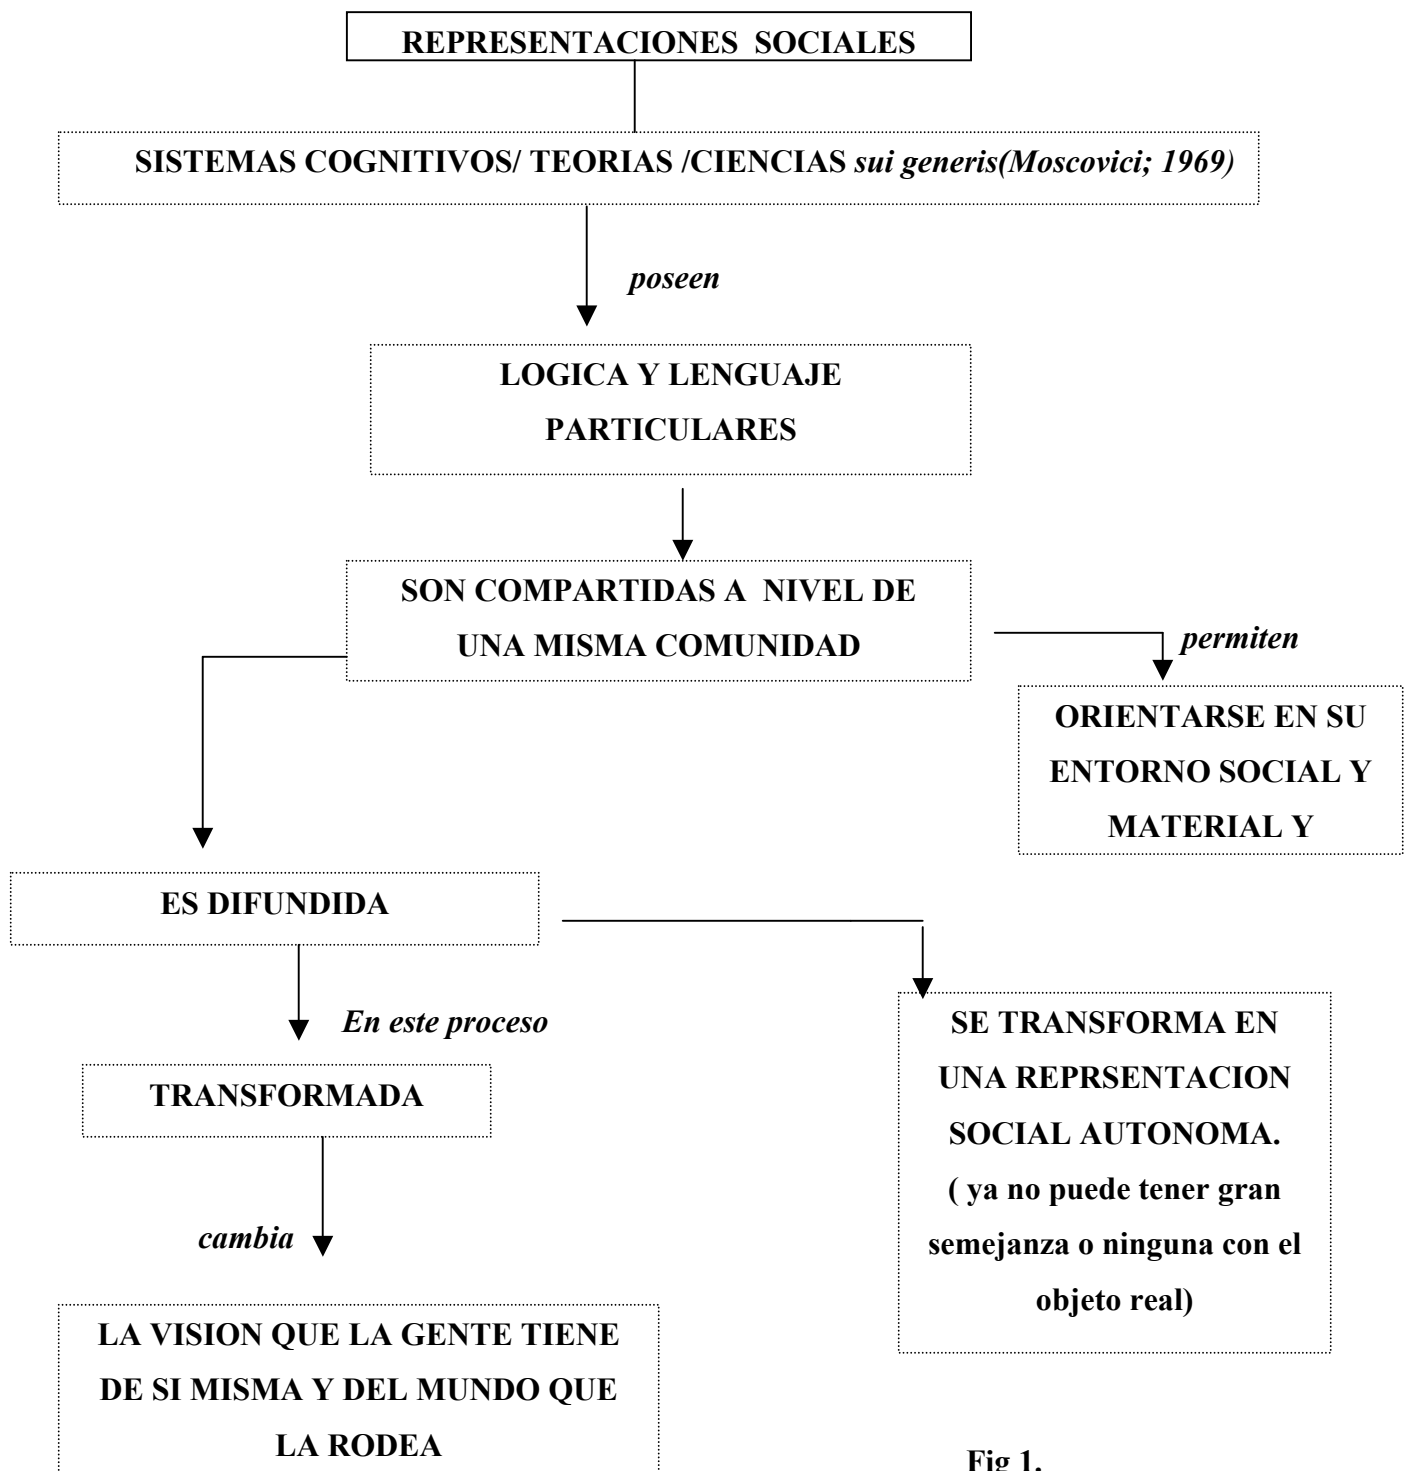 REPRESENTACIONES SOCIALES
SISTEMAS COGNITIVOS/ TEORIAS /CIENCIAS sui generis(Moscovici; 1969)
poseen
LOGICA Y LENGUAJE
PARTICULARES
SON COMPARTIDAS A NIVEL DE
UNA MISMA COMUNIDAD
permiten
ORIENTARSE EN SU
ENTORNO SOCIAL Y
MATERIAL Y
ES DIFUNDIDA
En este proceso
TRANSFORMADA
cambia
LA VISION QUE LA GENTE TIENE
DE SI MISMA Y DEL MUNDO QUE
LA RODEA
SE TRANSFORMA EN
UNA REPRSENTACION
SOCIAL AUTONOMA.
( ya no puede tener gran
semejanza o ninguna con el
objeto real)
Fig 1.